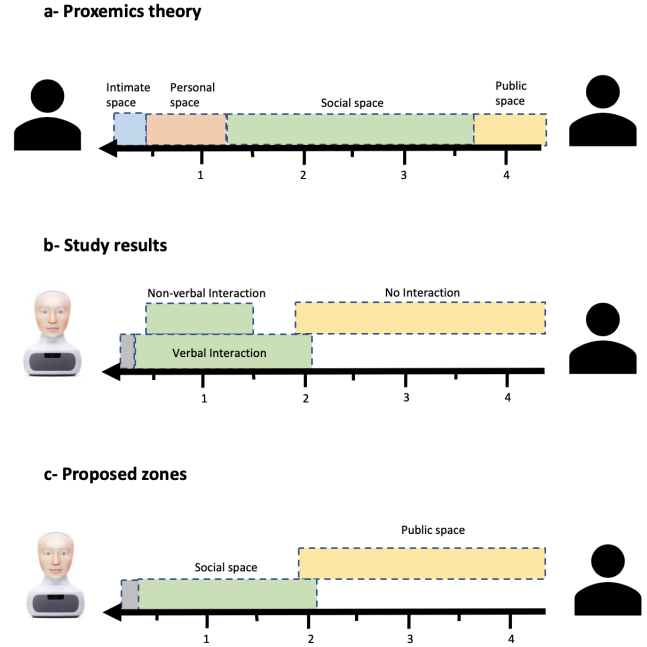 a- Proxemics theory
Intimate
space
Personal
space
Social space
Public
space
1 2 3 4
b- Study results
Non-verbal Interaction
No Interaction
Verbal Interaction
1 2 3 4
c- Proposed zones
Public space
Social space
1 2 3 4